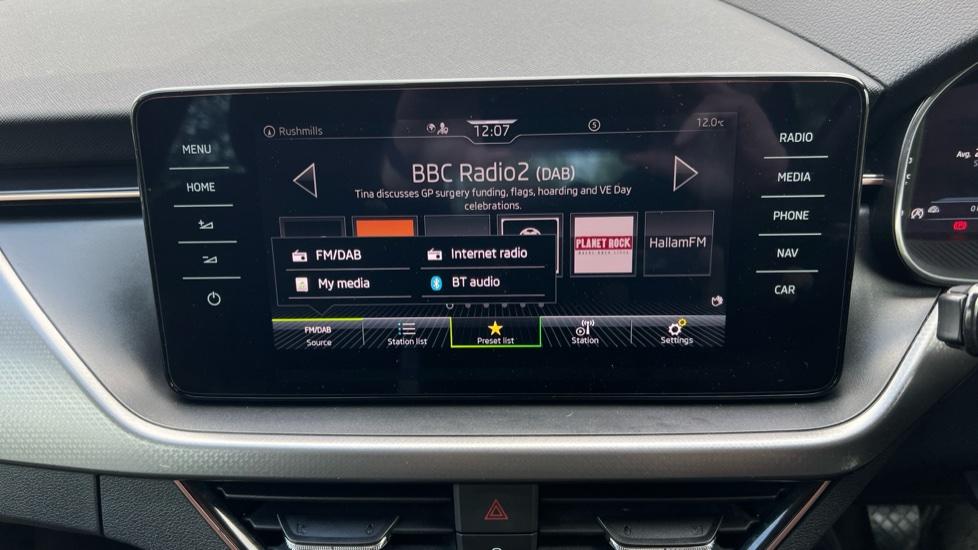 Rushmills
12:07
S
12.0°C
MENU
HOME
RADIO
MEDIA
PHONE
NAV
CAR
BBC Radio2 (DAB)
Tina discusses GP surgery funding, flags, hoarding and VE Day
celebrations.
PLANET ROCK
HallamFM
FM/DAB
Internet radio
My media
BT audio
FM/DAB
Source
Station list
Preset list
Station
Settings
Avg.